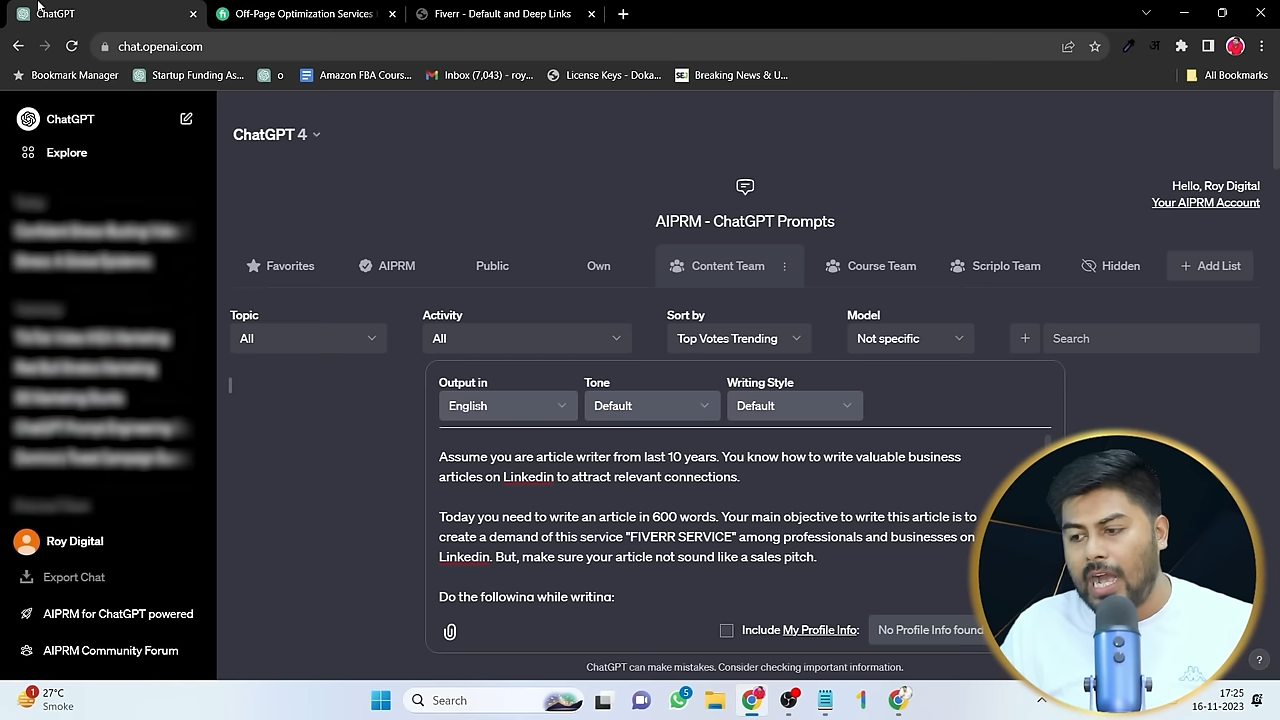 ChatGPT
Off-Page Optimization Services
Fiverr - Default and Deep Links
chat.openai.com
Bookmark Manager
Startup Funding As...
o
Amazon FBA Cours...
Inbox (7,043) - roy...
License Keys - Doka...
SE
Breaking News & U...
All Bookmarks
ChatGPT
Explore
ChatGPT 4
Hello, Roy Digital
Your AIPRM Account
AIPRM - ChatGPT Prompts
Favorites
AIPRM
Public
Own
Content Team
Course Team
Scriplo Team
Hidden
Add List
Topic
Activity
Sort by
Model
All
All
Top Votes Trending
Not specific
Search
Output in
Tone
Writing Style
English
Default
Default
Assume you are article writer from last 10 years. You know how to write valuable business
articles on Linkedin to attract relevant connections.
Today you need to write an article in 600 words. Your main objective to write this article is to
create a demand of this service "FIVERR SERVICE" among professionals and businesses on
Linkedin. But, make sure your article not sound like a sales pitch.
Do the following while writing:
Include My Profile Info:
No Profile Info found
ChatGPT can make mistakes. Consider checking important information.
Roy Digital
Export Chat
AIPRM for ChatGPT powered
AIPRM Community Forum
?
1
27°C
Smoke
Search
5
17:25
16-11-2023